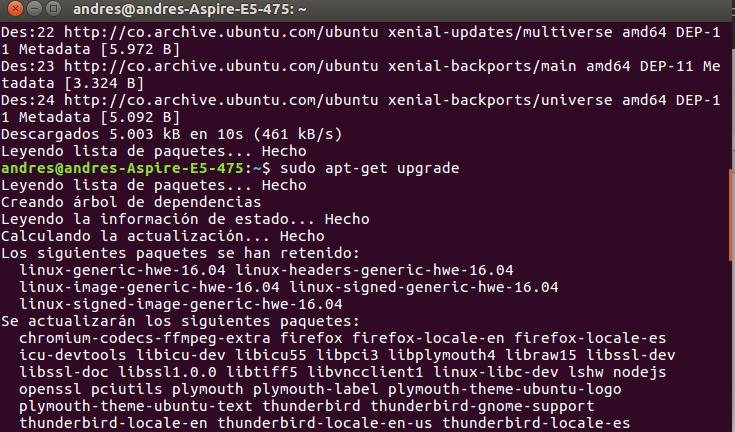 andres@andres-Aspire-E5-475: ~
Des:22 http://co.archive.ubuntu.com/ubuntu xenial-updates/multiverse amd64 DEP-1
1 Metadata [5.972 B]
Des:23 http://co.archive.ubuntu.com/ubuntu xenial-backports/main amd64 DEP-11 Me
tadata [3.324 B]
Des:24 http://co.archive.ubuntu.com/ubuntu xenial-backports/universe amd64 DEP-1
1 Metadata [5.092 B]
Descargados 5.003 kB en 10s (461 kB/s)
Leyendo lista de paquetes... Hecho
andres@andres-Aspire-E5-475:~$ sudo apt-get upgrade
Leyendo lista de paquetes... Hecho
Creando árbol de dependencias
Leyendo la información de estado... Hecho
Calculando la actualización... Hecho
Los siguientes paquetes se han retenido:
  linux-generic-hwe-16.04 linux-headers-generic-hwe-16.04
  linux-image-generic-hwe-16.04 linux-signed-generic-hwe-16.04
  linux-signed-image-generic-hwe-16.04
Se actualizarán los siguientes paquetes:
  chromium-codecs-ffmpeg-extra firefox firefox-locale-en firefox-locale-es
  icu-devtools libicu-dev libicu55 libpci3 libplymouth4 libraw15 libssl-dev
  libssl-doc libssl1.0.0 libtiff5 libvncclient1 linux-libc-dev lshw nodejs
  openssl pciutils plymouth plymouth-label plymouth-theme-ubuntu-logo
  plymouth-theme-ubuntu-text thunderbird thunderbird-gnome-support
  thunderbird-locale-en thunderbird-locale-en-us thunderbird-locale-es